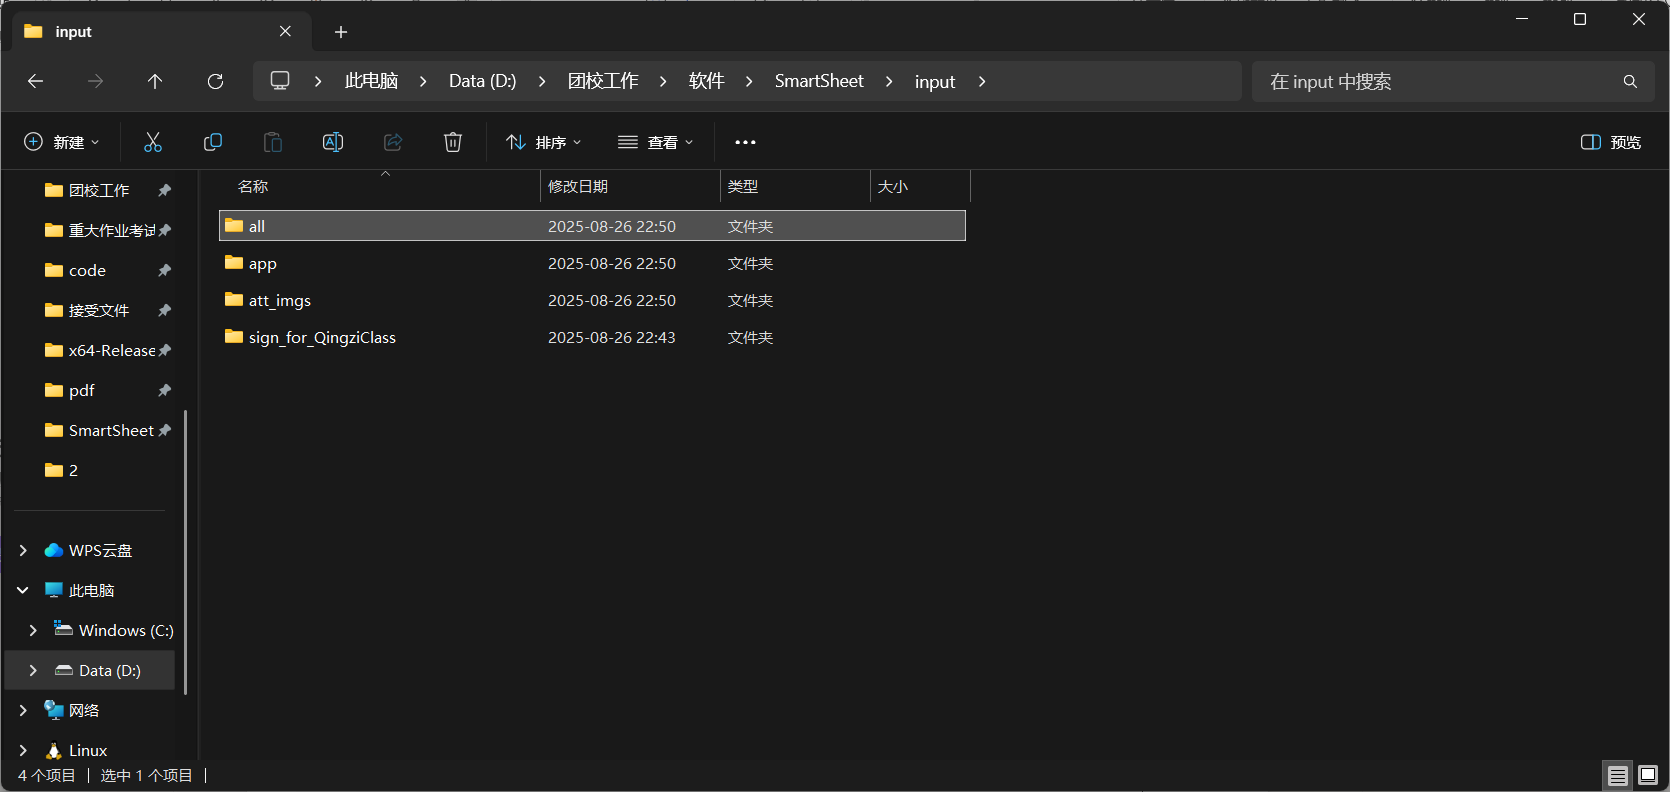 input
此电脑 Data (D:) 团校工作 软件 SmartSheet input
在 input 中搜索
新建 排序 查看 预览
团校工作
重大作业考试
code
接受文件
x64-Release
pdf
SmartSheet
2
WPS云盘
此电脑
Windows (C:)
Data (D:)
网络
Linux
名称 修改日期 类型 大小
all 2025-08-26 22:50 文件夹
app 2025-08-26 22:50 文件夹
att_imgs 2025-08-26 22:50 文件夹
sign_for_QingziClass 2025-08-26 22:43 文件夹
4 个项目 选中 1 个项目